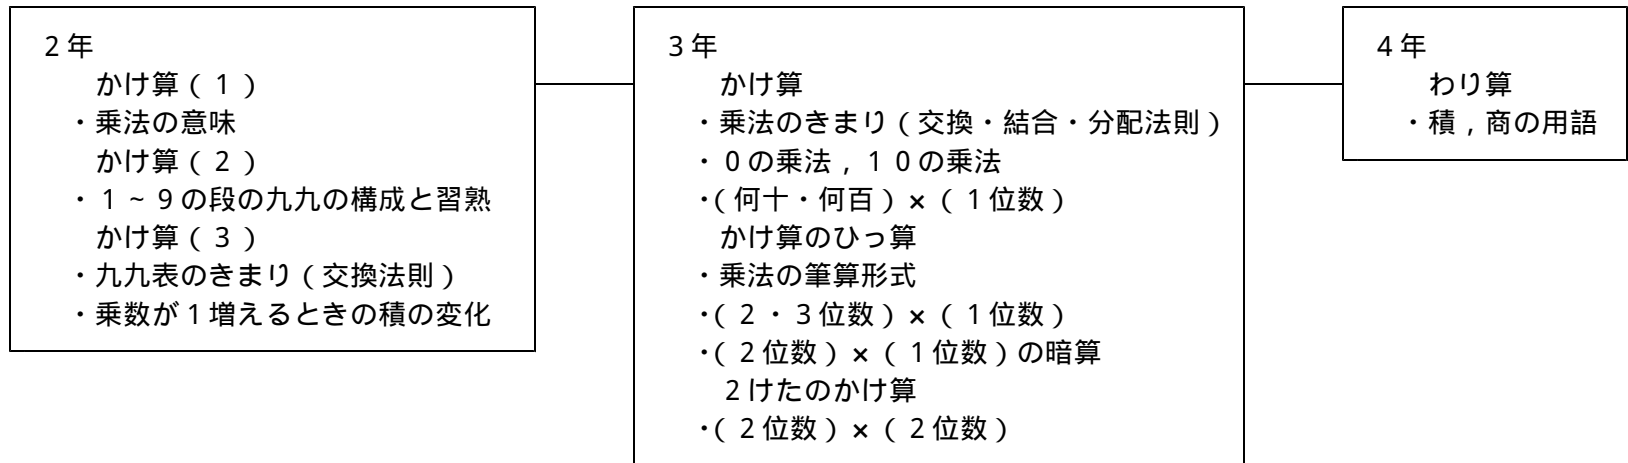 ２年
かけ算（１）
・乗法の意味
かけ算（２）
・１～９の段の九九の構成と習熟
かけ算（３）
・九九表のきまり（交換法則）
・乗数が１増えるときの積の変化
３年
かけ算
・乗法のきまり（交換・結合・分配法則）
・０の乗法，１０の乗法
・（何十・何百）×（１位数）
かけ算のひっ算
・乗法の筆算形式
・（２・３位数）×（１位数）
・（２位数）×（１位数）の暗算
２けたのかけ算
・（２位数）×（２位数）
４年
わり算
・積，商の用語